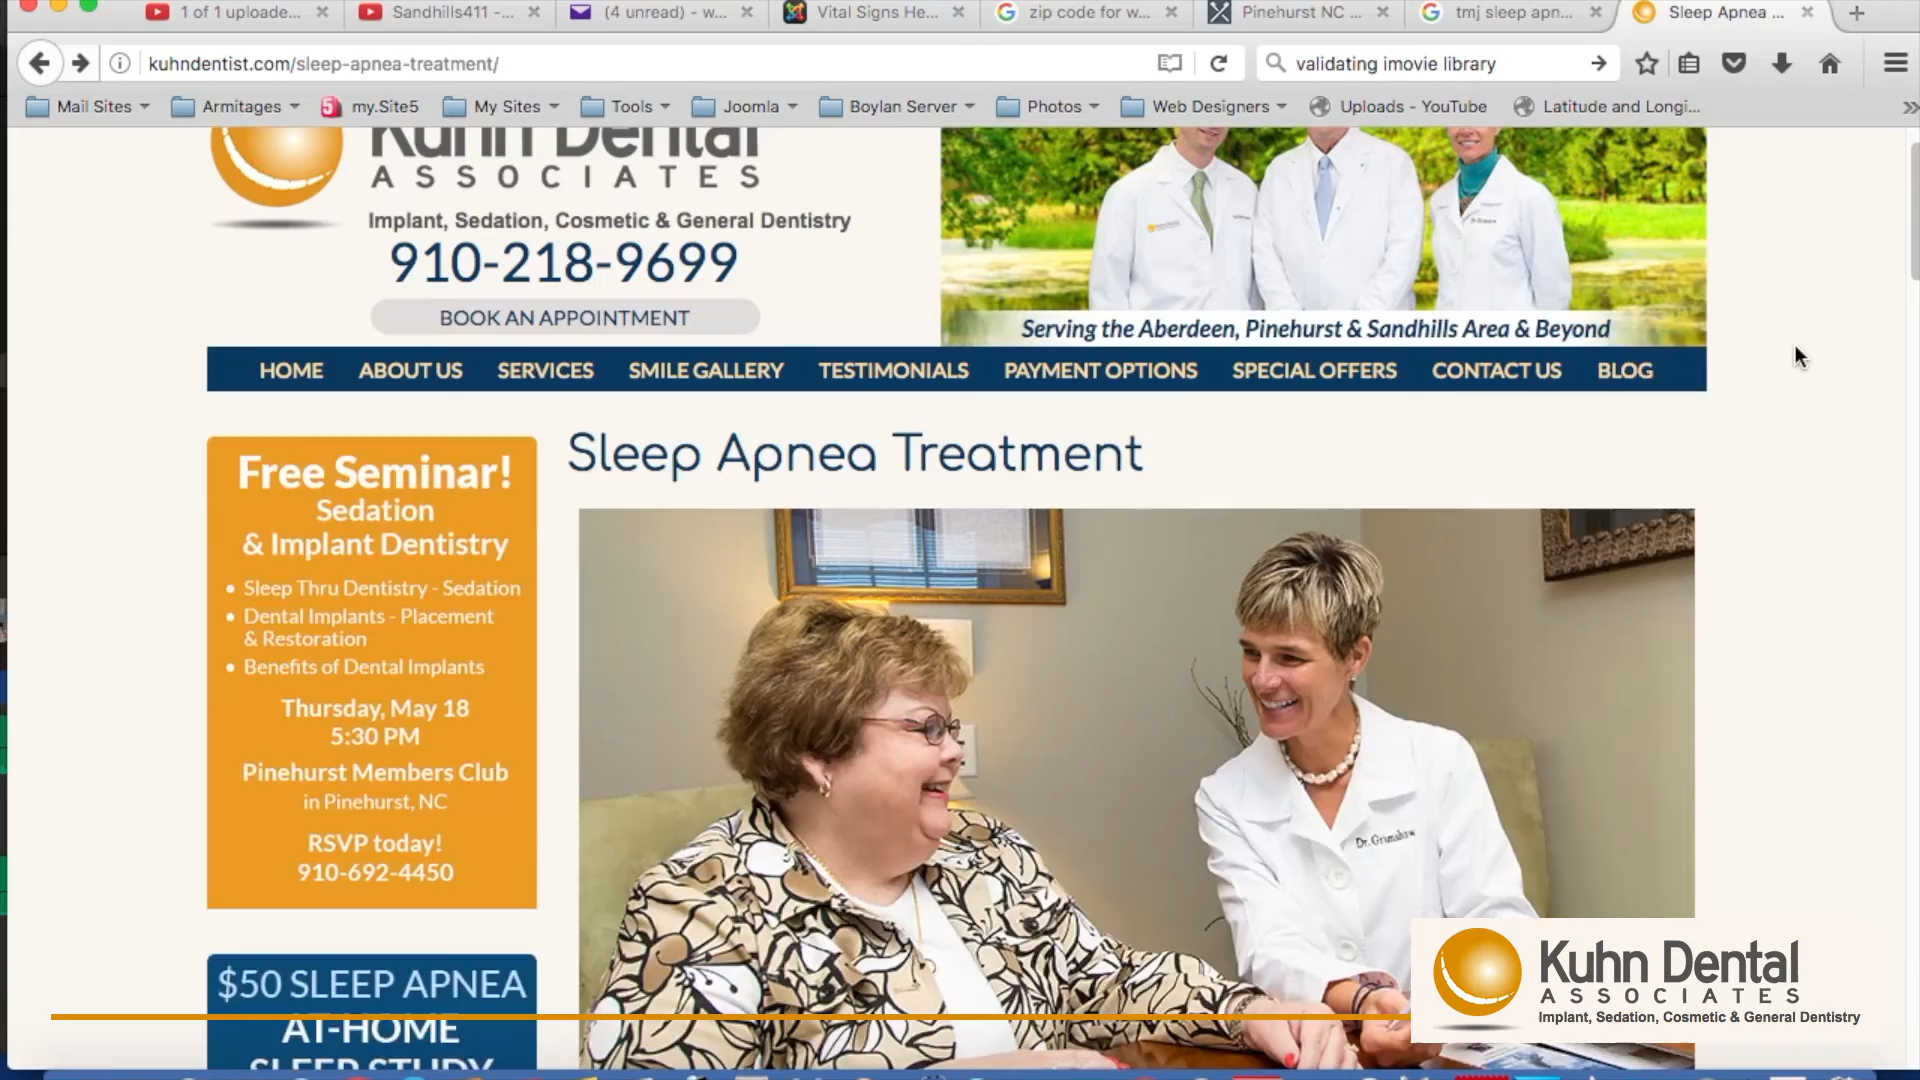 1 of 1 uploade...
Sandhills411 -...
(4 unread) - w...
Vital Signs He...
zip code for w...
Pinehurst NC ...
tmj sleep apn...
Sleep Apnea ...
kuhndentist.com/sleep-apnea-treatment/
validating imovie library
Mail Sites
Armitages
my.Site5
My Sites
Tools
Joomla
Boylan Server
Photos
Web Designers
Uploads - YouTube
Latitude and Longi...
Kuhn Dental
ASSOCIATES
Implant, Sedation, Cosmetic & General Dentistry
910-218-9699
BOOK AN APPOINTMENT
Serving the Aberdeen, Pinehurst & Sandhills Area & Beyond
HOME ABOUT US SERVICES SMILE GALLERY TESTIMONIALS PAYMENT OPTIONS SPECIAL OFFERS CONTACT US BLOG
Free Seminar!
Sedation
& Implant Dentistry
• Sleep Thru Dentistry - Sedation
• Dental Implants - Placement
& Restoration
• Benefits of Dental Implants
Thursday, May 18
5:30 PM
Pinehurst Members Club
in Pinehurst, NC
RSVP today!
910-692-4450
$50 SLEEP APNEA
AT-HOME
SLEEP STUDY
Sleep Apnea Treatment
Dr. Grimshaw
Kuhn Dental
ASSOCIATES
Implant, Sedation, Cosmetic & General Dentistry